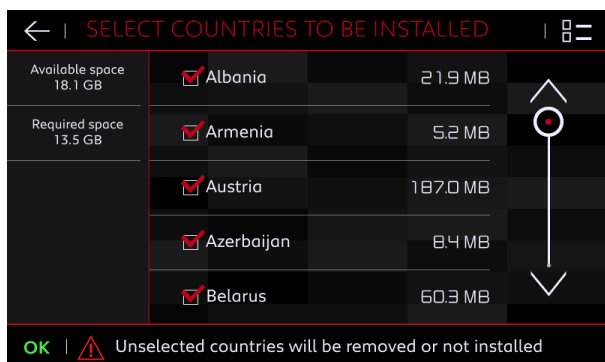 SELECT COUNTRIES TO BE INSTALLED
Available space
18.1 GB
Required space
13.5 GB
Albania 21.9 MB
Armenia 5.2 MB
Austria 187.0 MB
Azerbaijan 8.4 MB
Belarus 60.3 MB
OK Unselected countries will be removed or not installed